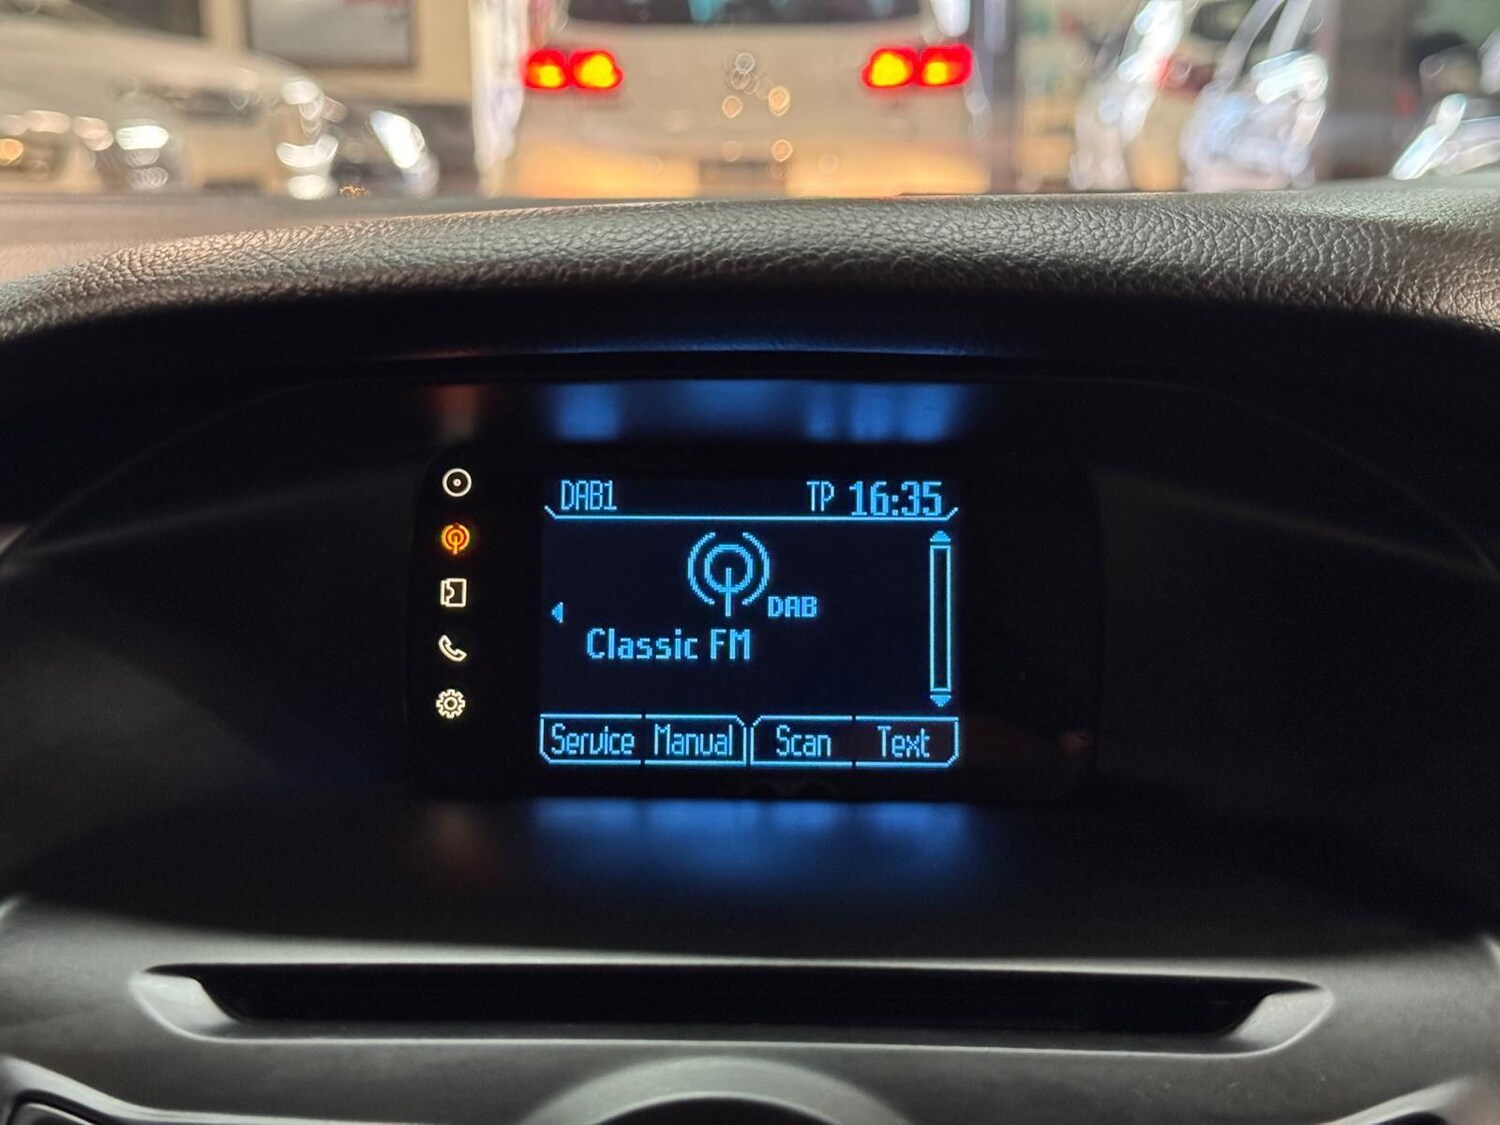 DAB1 TP 16:35
DAB
Classic FM
Service Manual Scan Text